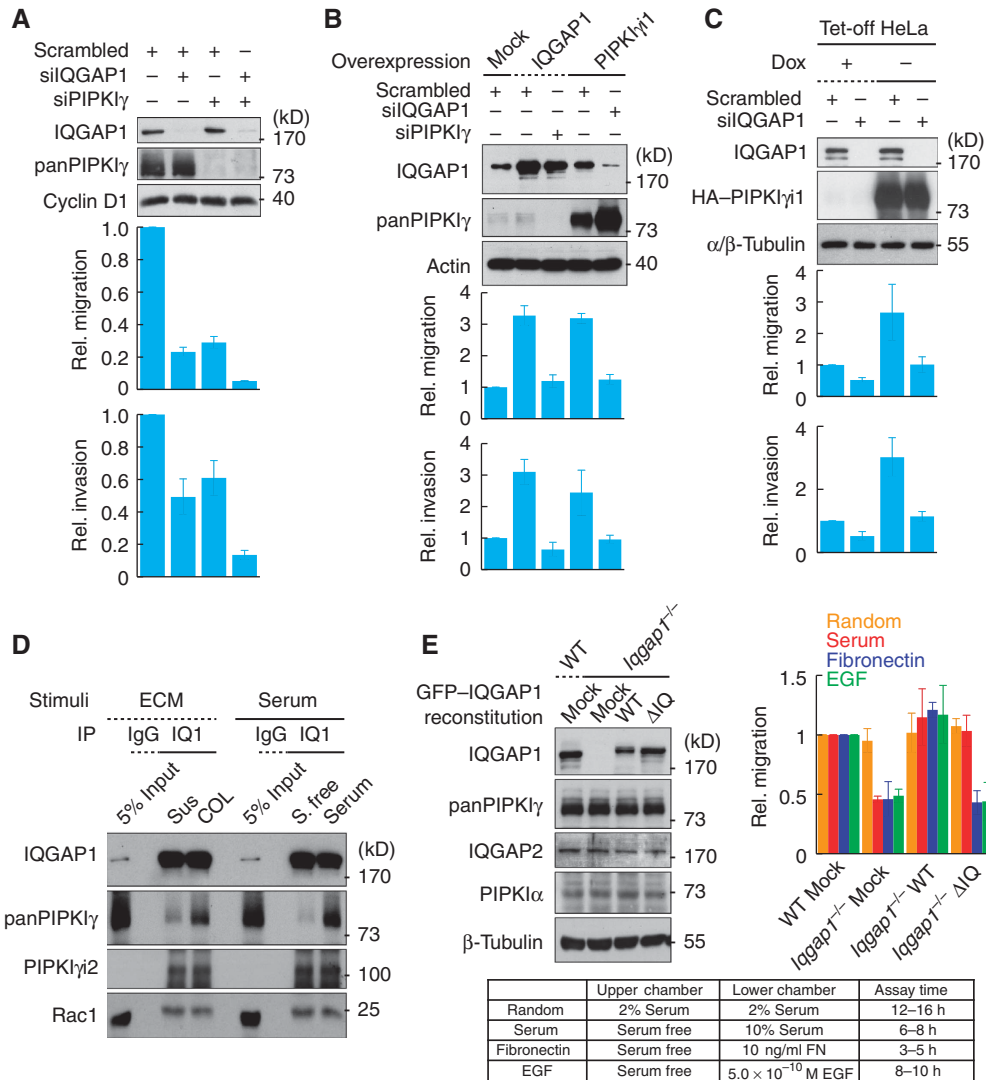 A
Scrambled + + + –
siIQGAP1 – + – +
siPIPKIγ – – + +
(kD)
IQGAP1 170
panPIPKIγ 73
Cyclin D1 40
Rel. migration
1.0
0.8
0.6
0.4
0.2
0
Rel. invasion
1.0
0.8
0.6
0.4
0.2
0
B
Overexpression Mock IQGAP1 PIPKIγi1
Scrambled + + – + –
siIQGAP1 – – – – +
siPIPKIγ – – + – –
(kD)
IQGAP1 170
panPIPKIγ 73
Actin 40
Rel. migration
4
3
2
1
0
Rel. invasion
4
3
2
1
0
C
Tet-off HeLa
Dox + –
Scrambled + – + –
siIQGAP1 – + – +
(kD)
IQGAP1 170
HA–PIPKIγi1 73
α/β-Tubulin 55
Rel. migration
4
3
2
1
0
Rel. invasion
4
2
0
D
Stimuli ECM Serum
IP IgG IQ1 IgG IQ1
5% Input Sus COL 5% Input S. free Serum
(kD)
IQGAP1 170
panPIPKIγ 73
PIPKIγi2 100
Rac1 25
E
WT Iqgap1–/–
GFP–IQGAP1
reconstitution Mock Mock WT ΔIQ
(kD)
IQGAP1 170
panPIPKIγ 73
IQGAP2 170
PIPKIα 73
β-Tubulin 55
Random
Serum
Fibronectin
EGF
Rel. migration
1.5
1.0
0.5
0
WT Mock
Iqgap1–/– Mock
Iqgap1–/– WT
Iqgap1–/– ΔIQ
Upper chamber Lower chamber Assay time
Random 2% Serum 2% Serum 12–16 h
Serum Serum free 10% Serum 6–8 h
Fibronectin Serum free 10 ng/ml FN 3–5 h
EGF Serum free 5.0 × 10⁻¹⁰ M EGF 8–10 h